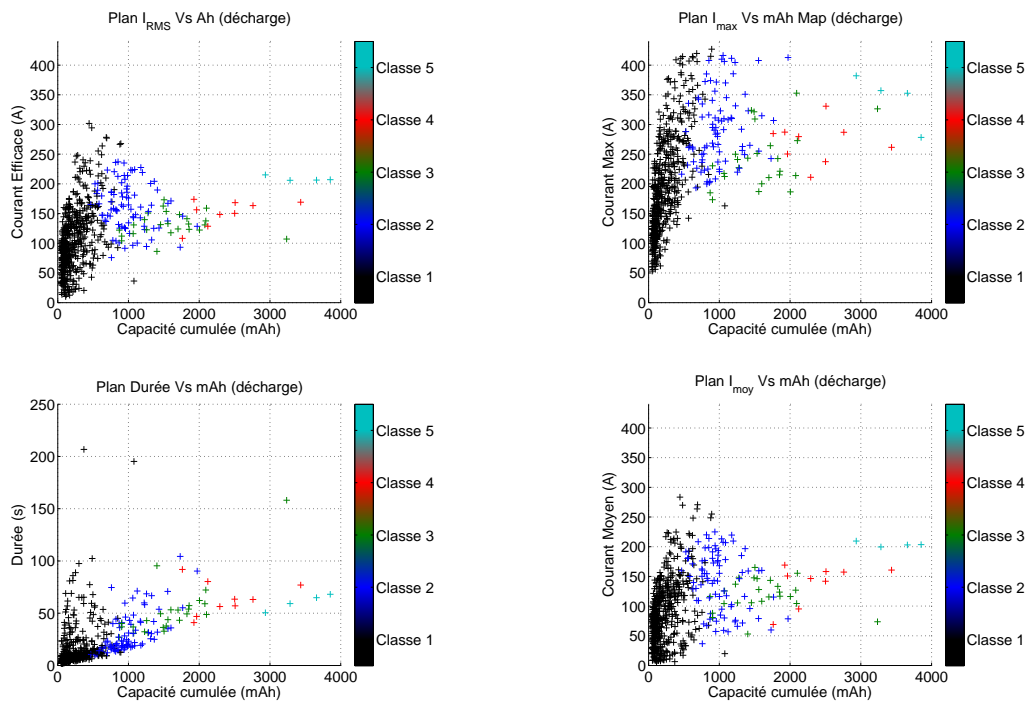 Plan I_RMS Vs Ah (décharge)
Courant Efficace (A)
400
350
300
250
200
150
100
50
0
0 1000 2000 3000 4000
Capacité cumulée (mAh)
Classe 5
Classe 4
Classe 3
Classe 2
Classe 1
Plan I_max Vs mAh Map (décharge)
Courant Max (A)
400
350
300
250
200
150
100
50
0
0 1000 2000 3000 4000
Capacité cumulée (mAh)
Classe 5
Classe 4
Classe 3
Classe 2
Classe 1
Plan Durée Vs mAh (décharge)
Durée (s)
250
200
150
100
50
0
0 1000 2000 3000 4000
Capacité cumulée (mAh)
Classe 5
Classe 4
Classe 3
Classe 2
Classe 1
Plan I_moy Vs mAh (décharge)
Courant Moyen (A)
400
350
300
250
200
150
100
50
0
0 1000 2000 3000 4000
Capacité cumulée (mAh)
Classe 5
Classe 4
Classe 3
Classe 2
Classe 1